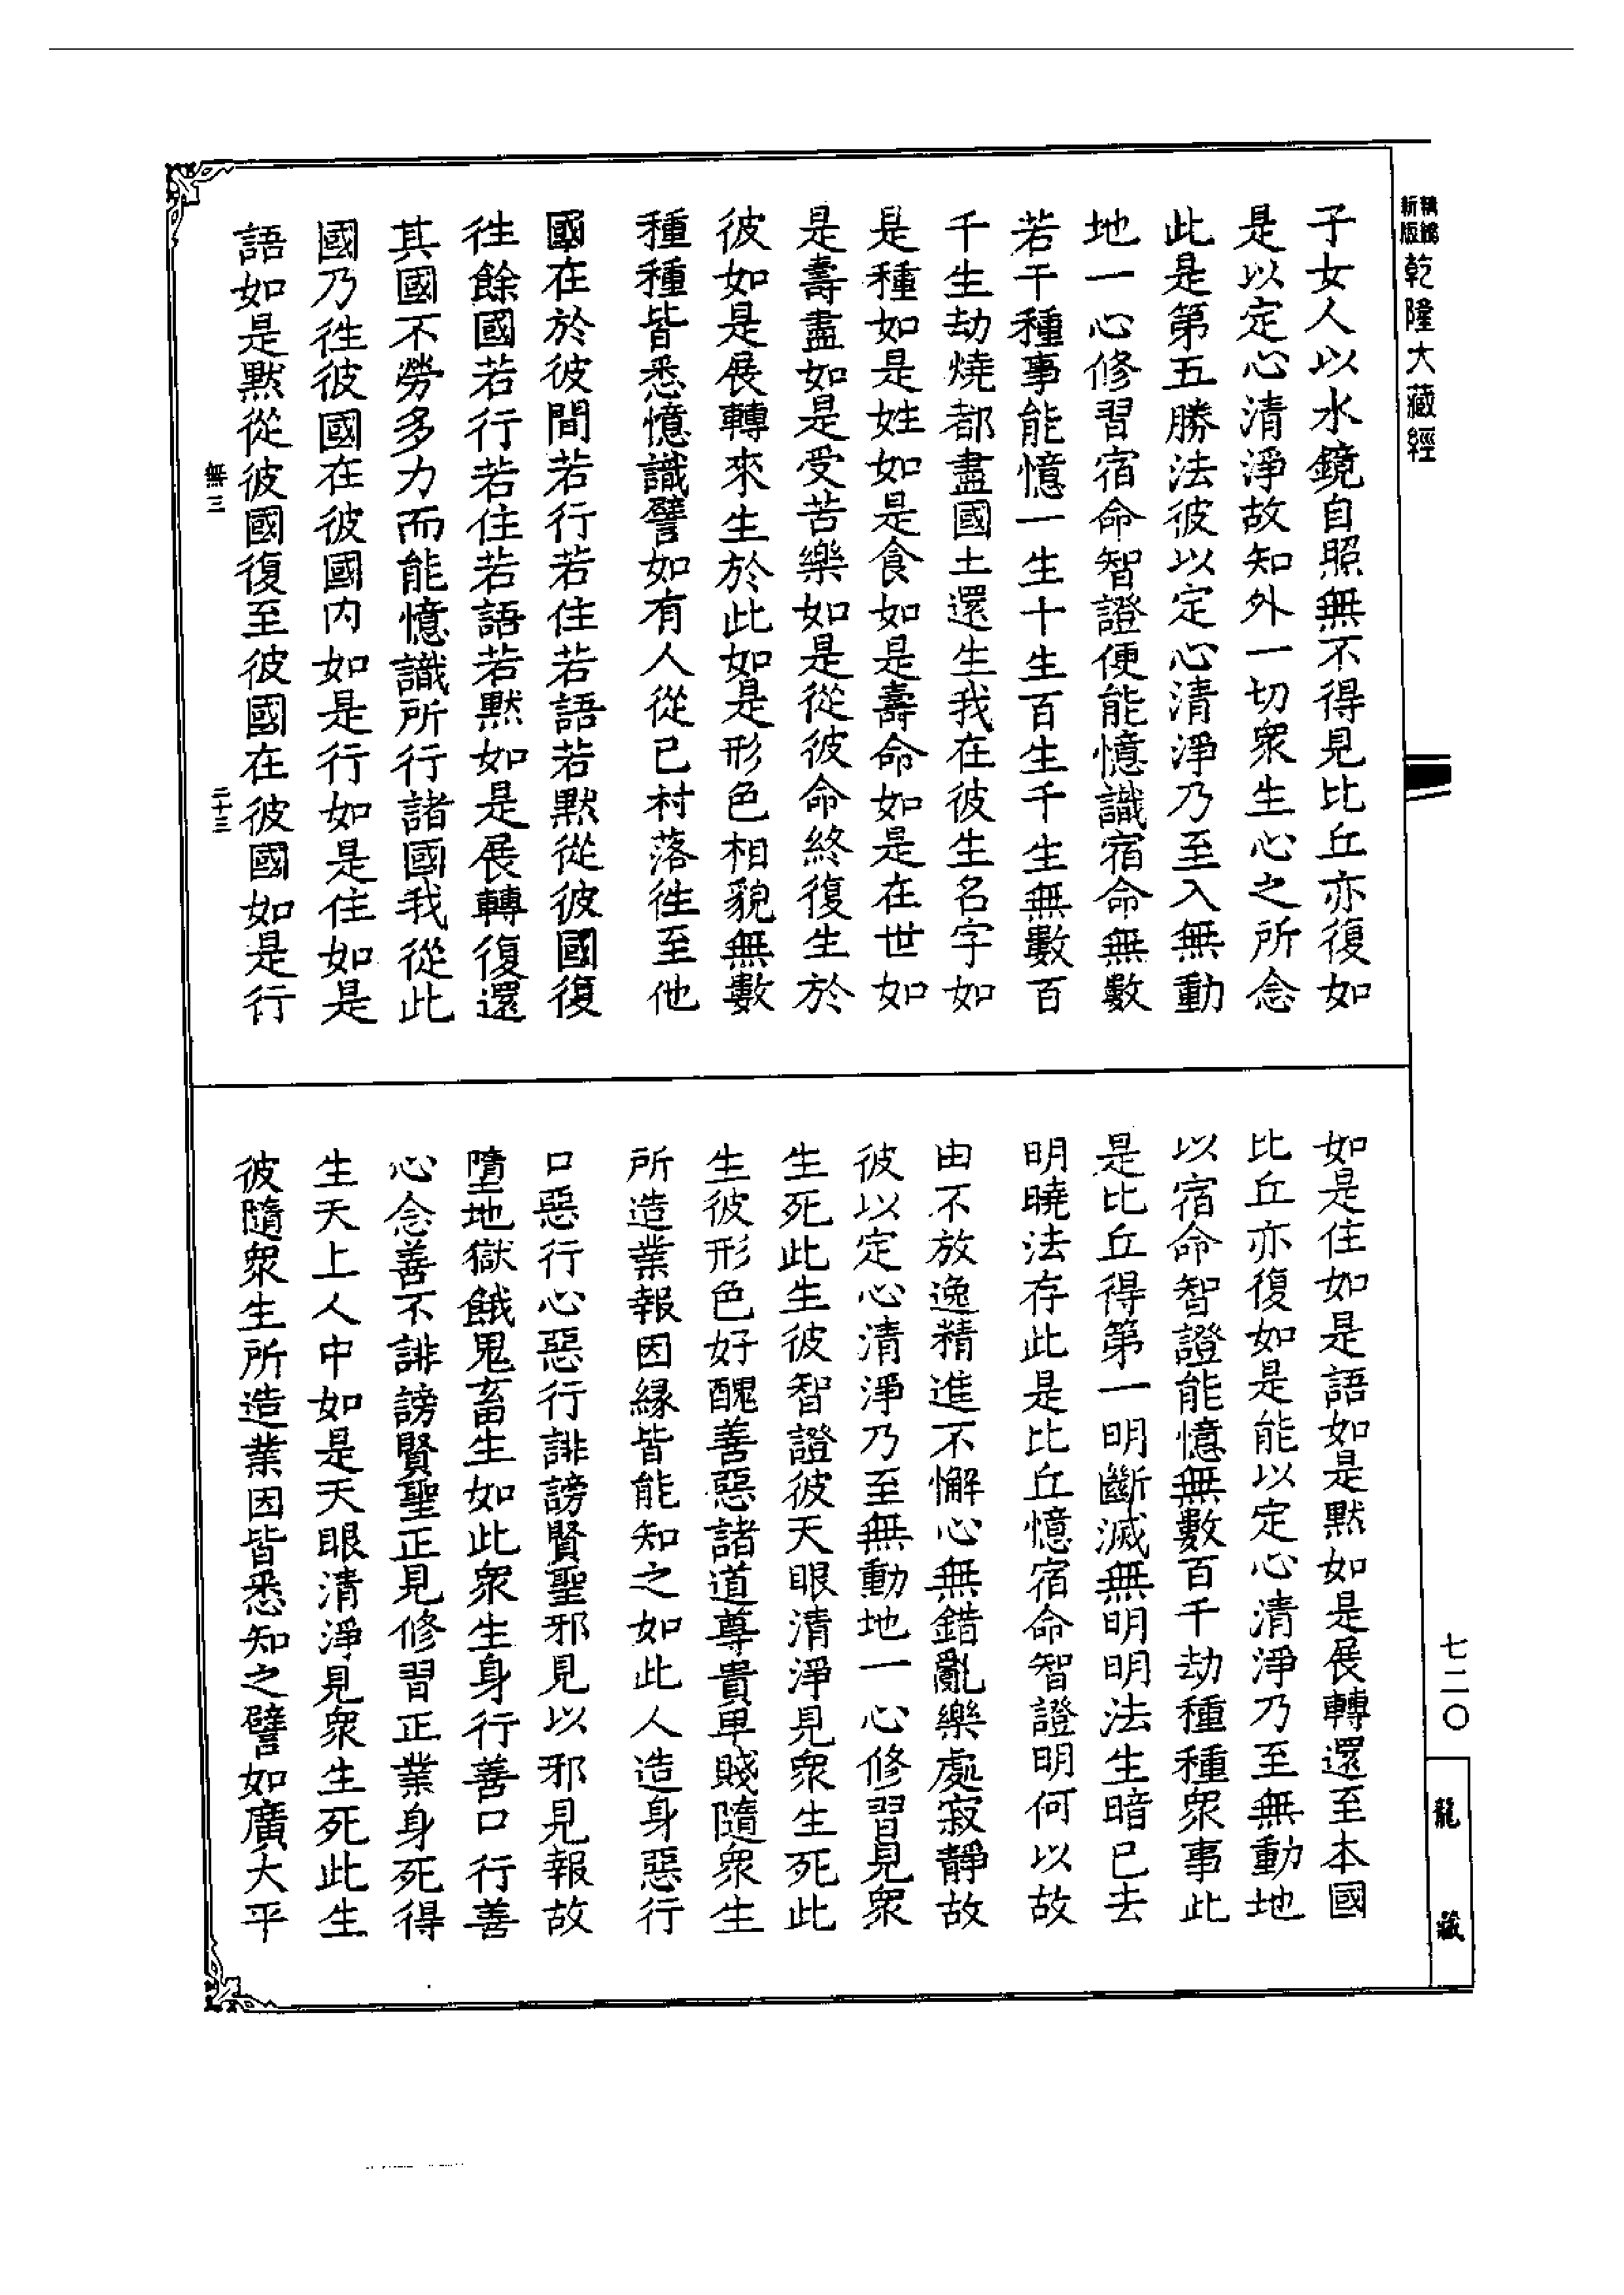 新版
乾隆大藏經
子女人以水鏡自照無不得見比丘亦復如
是以定心清淨故知外一切衆生心之所念
此是第五勝法彼以定心清淨乃至入無動
地一心修習宿命智證便能憶識宿命無數
若干種事能憶一生十生百生千生無數百
千生劫燒都盡國土還生我在彼生名字如
是種如是姓如是食如是壽命如是在世如
是壽盡如是受苦樂如是從彼命終復生於
彼如是展轉來生於此如是形色相貌無數
種種皆悉憶識譬如有人從己村落徃至他
國在於彼間若行若住若語若默從彼國復
徃餘國若行若住若語若默如是展轉復還
其國不勞多力而能憶識所行諸國我從此
國乃徃彼國在彼國内如是行如是住如是
語如是默從彼國復至彼國在彼國如是行
無三
二十三
如是住如是語如是默如是展轉還至本國
比丘亦復如是能以定心清淨乃至無動地
以宿命智證能憶無數百千劫種種衆事此
是比丘得第一明斷滅無明明法生暗已去
明曉法存此是比丘憶宿命智證明何以故
由不放逸精進不懈心無錯亂樂處寂靜故
彼以定心清淨乃至無動地一心修習見衆
生死此生彼智證彼天眼清淨見衆生死此
生彼形色好醜善惡諸道尊貴卑賤隨衆生
所造業報因緣皆能知之如此人造身惡行
口惡行心惡行誹謗賢聖邪見以邪見報故
墮地獄餓鬼畜生如此衆生身行善口行善
心念善不誹謗賢聖正見修習正業身死得
生天上人中如是天眼清淨見衆生死此生
彼隨衆生所造業因皆悉知之譬如廣大平
七二〇
龍藏